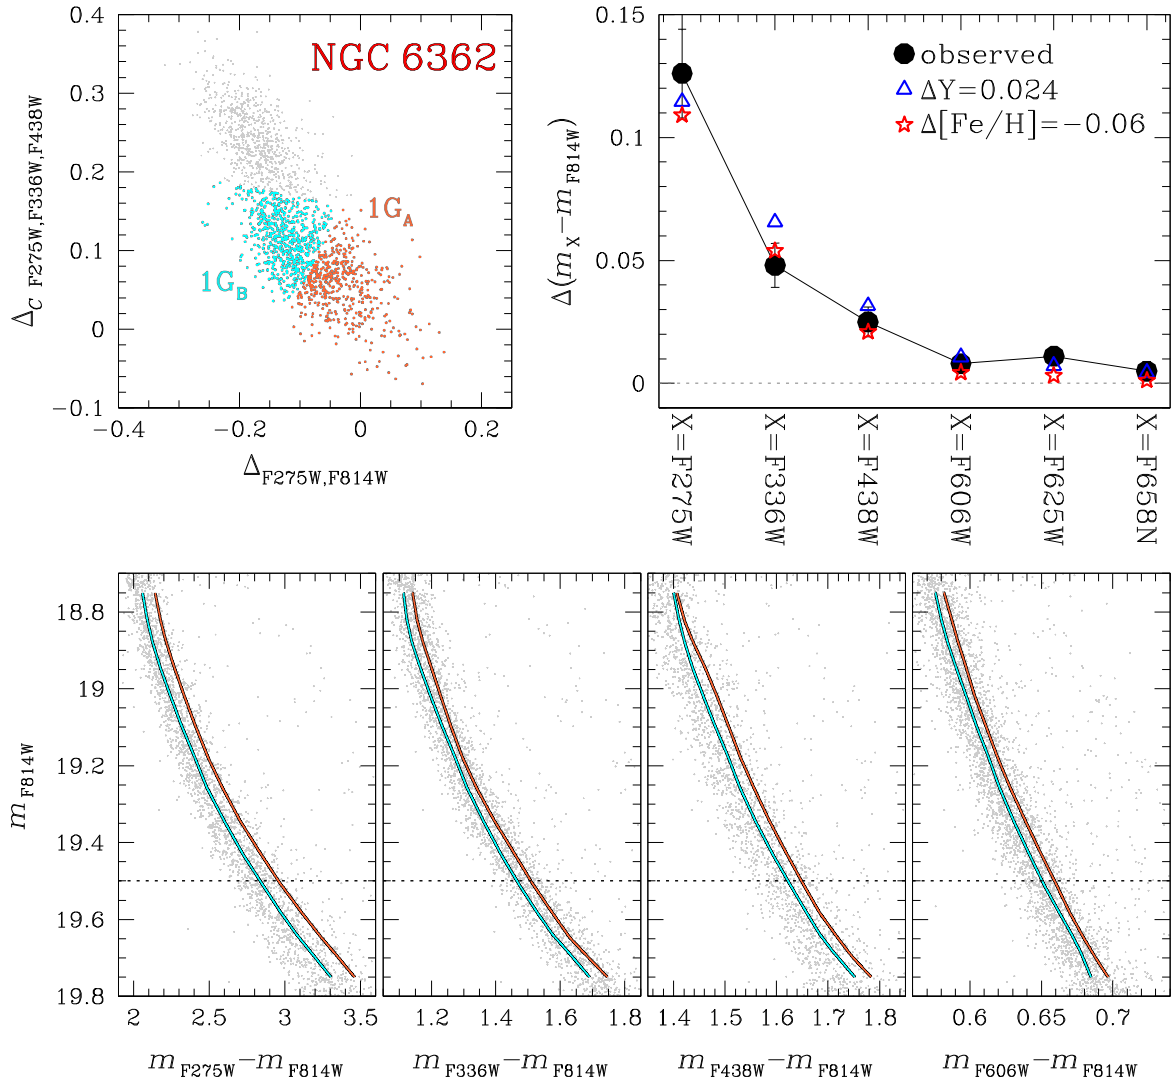 NGC 6362
1G_A
1G_B
0.4
0.3
0.2
0.1
0
−0.1
−0.4
−0.2
0
0.2
Δ_C F275W,F336W,F438W
Δ_F275W,F814W
observed
ΔY=0.024
Δ[Fe/H]=−0.06
0.15
0.1
0.05
0
Δ(m_X−m_F814W)
X=F275W
X=F336W
X=F438W
X=F606W
X=F625W
X=F658N
m_F814W
18.8
19
19.2
19.4
19.6
19.8
2
2.5
3
3.5
1.2
1.4
1.6
1.8
1.4
1.5
1.6
1.7
1.8
0.6
0.65
0.7
m_F275W−m_F814W
m_F336W−m_F814W
m_F438W−m_F814W
m_F606W−m_F814W